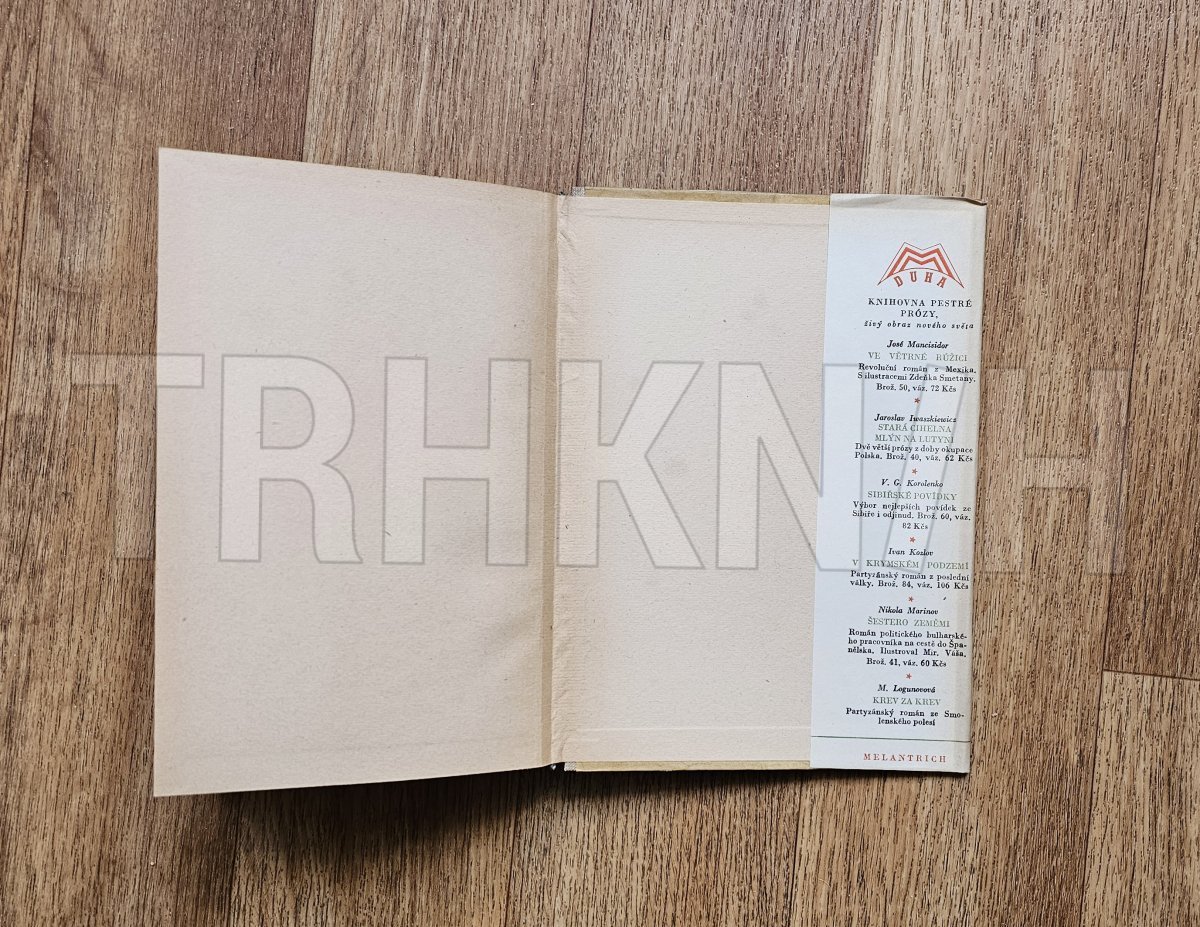 DUHA
KNIHOVNA PESTRÉ
PRÓZY,
živý obraz nového světa
José Mancisidor
VE VĚTRNÉ RŮŽICI
Revoluční román z Mexika.
S ilustracemi Zdeňka Smetany.
Brož. 50, váz. 72 Kčs
*
Jaroslav Iwaszkiewicz
STARÁ CIHELNA
MLÝN NA LUTYNI
Dvě větší prózy z doby okupace
Polska. Brož. 40, váz. 62 Kčs
*
V. G. Korolenko
SIBIŘSKÉ POVÍDKY
Výbor nejlepších povídek ze
Sibiře i odjinud. Brož. 60, váz.
82 Kčs
*
Ivan Kozlov
V KRYMSKÉM PODZEMÍ
Partyzánský román z poslední
války. Brož. 84, váz. 106 Kčs
*
Nikola Marinov
ŠESTERO ZEMĚMI
Román politického bulharské-
ho pracovníka na cestě do Špa-
nělska. Ilustroval Mir. Váša.
Brož. 41, váz. 60 Kčs
*
M. Logunovová
KREV ZA KREV
Partyzánský román ze Smo-
lenského polesí
MELANTRICH
TRHKNIH